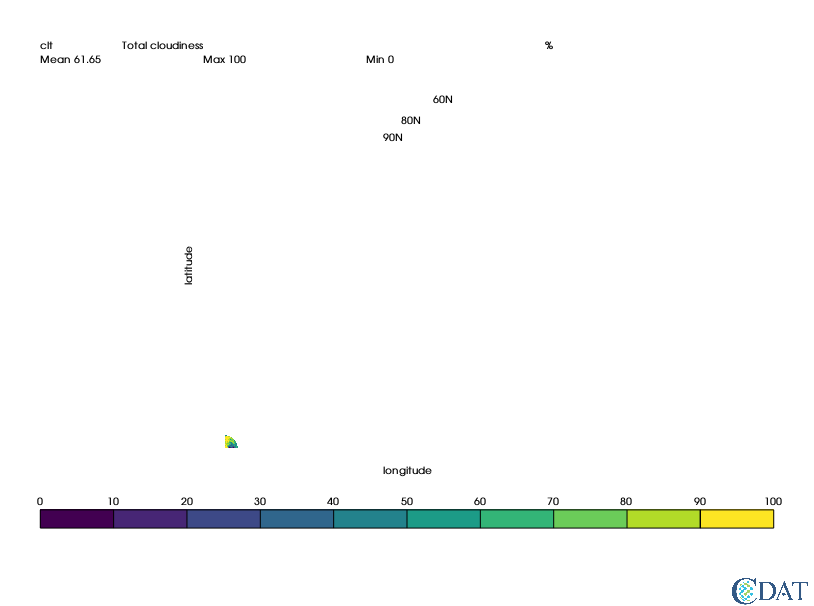 clt Total cloudiness %
Mean 61.65 Max 100 Min 0
60N
80N
90N
latitude
longitude
0 10 20 30 40 50 60 70 80 90 100
CDAT